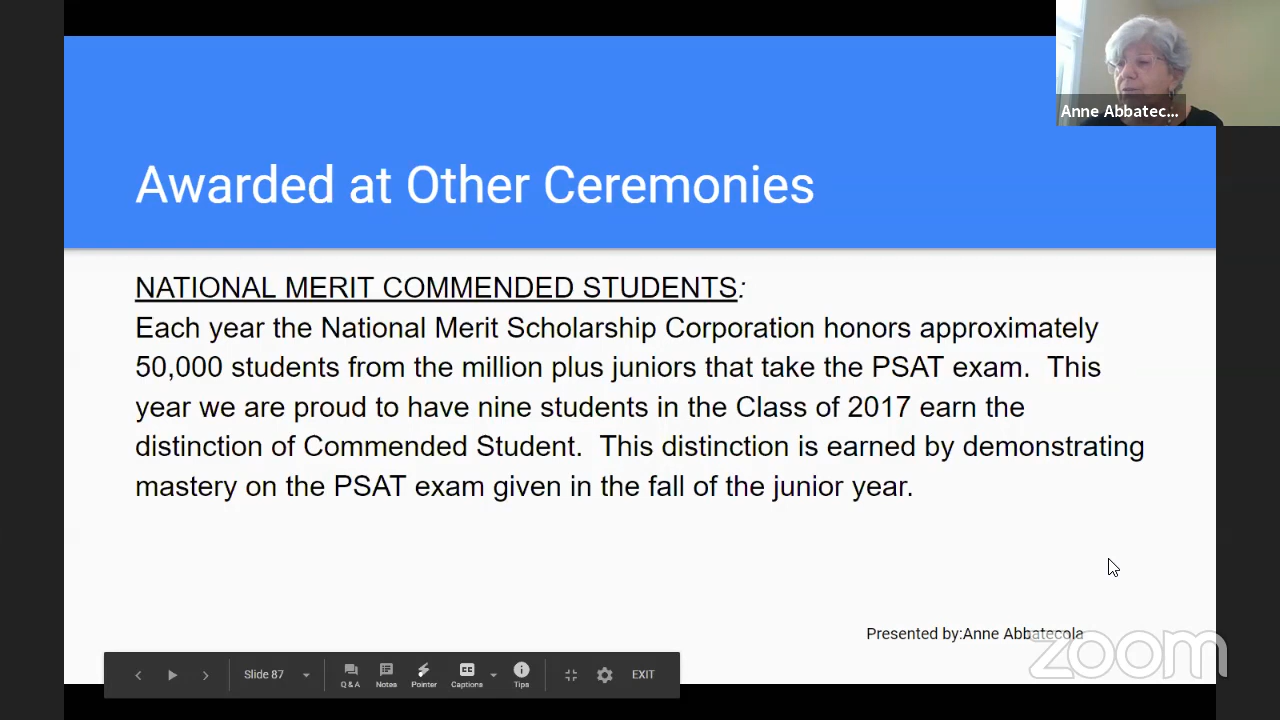 Anne Abbatec...
Awarded at Other Ceremonies
NATIONAL MERIT COMMENDED STUDENTS:
Each year the National Merit Scholarship Corporation honors approximately
50,000 students from the million plus juniors that take the PSAT exam.  This
year we are proud to have nine students in the Class of 2017 earn the
distinction of Commended Student.  This distinction is earned by demonstrating
mastery on the PSAT exam given in the fall of the junior year.
Presented by:Anne Abbatecola
zoom
Slide 87
Q & A
Notes
Pointer
CC
Captions
Tips
EXIT